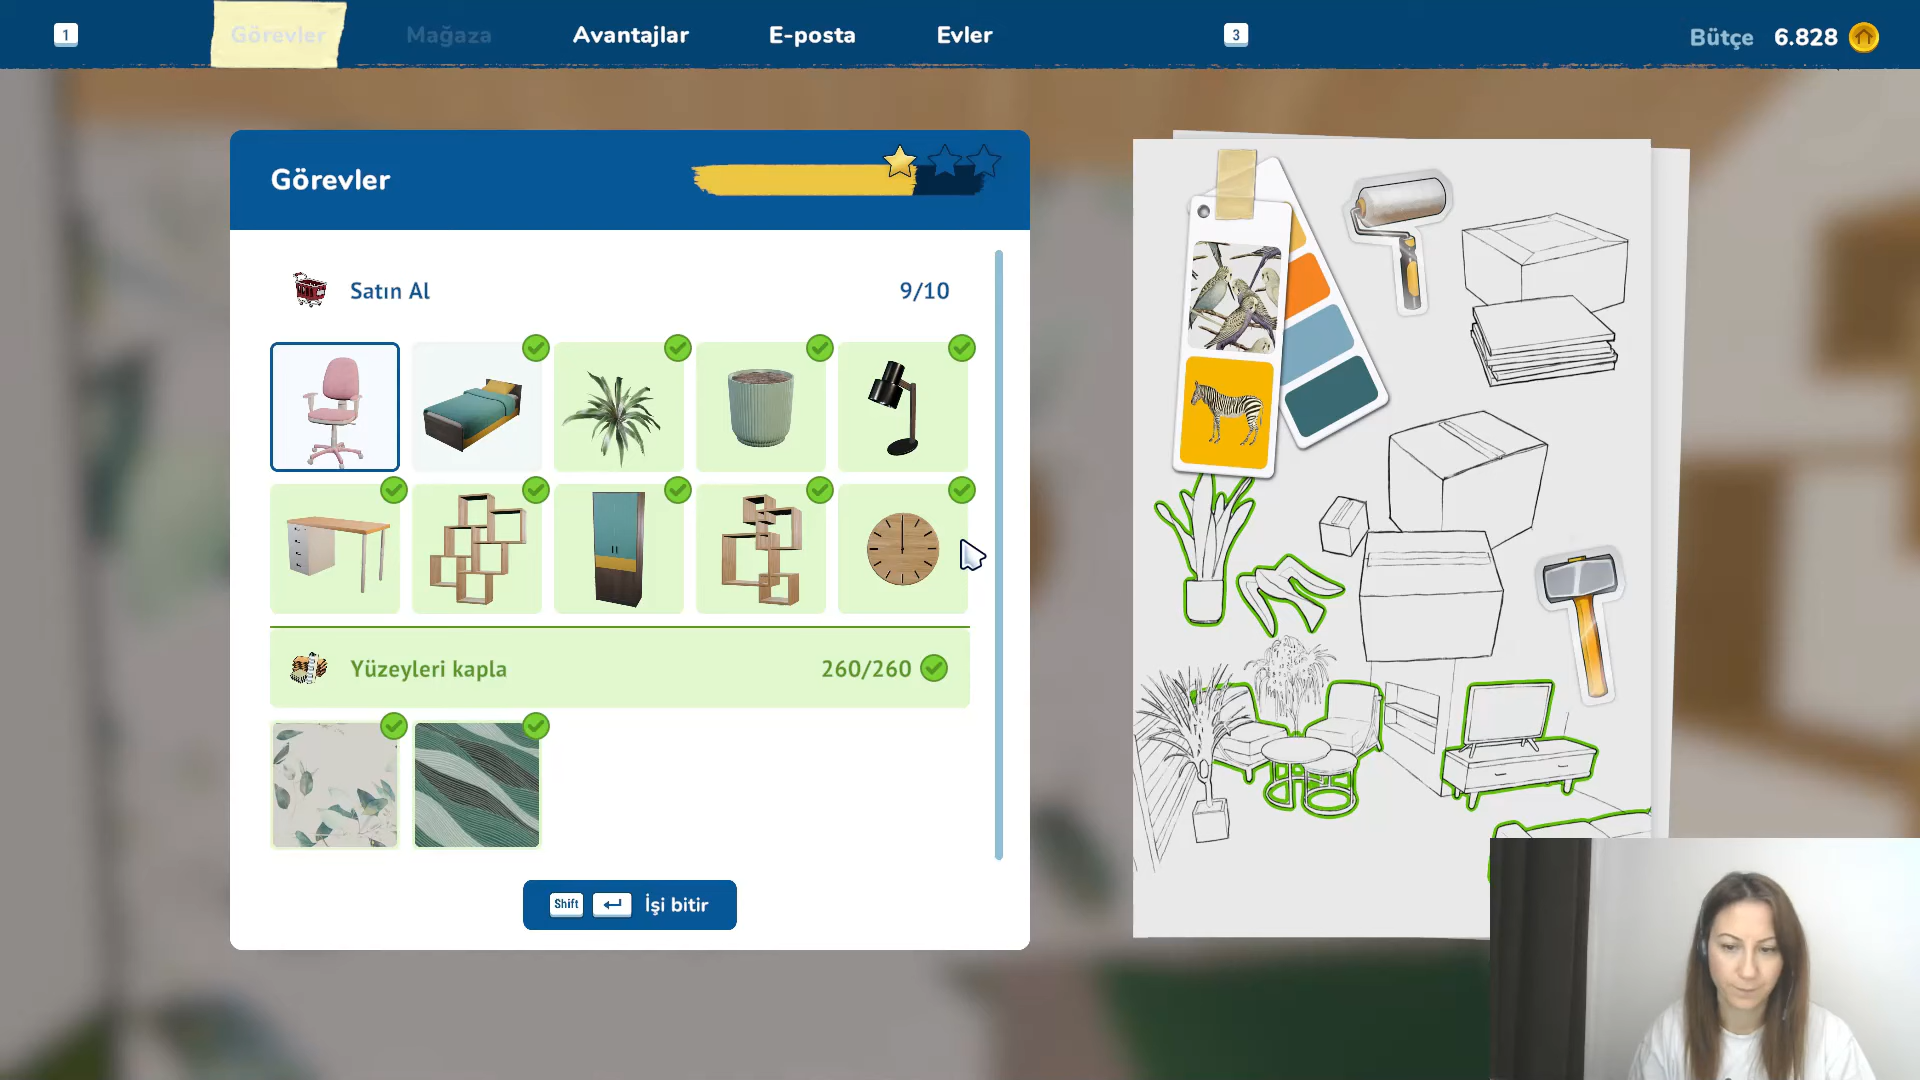 1 Görevler Mağaza Avantajlar E-posta Evler 3 Bütçe 6.828
Görevler
Satın Al 9/10
Yüzeyleri kapla 260/260
Shift İşi bitir